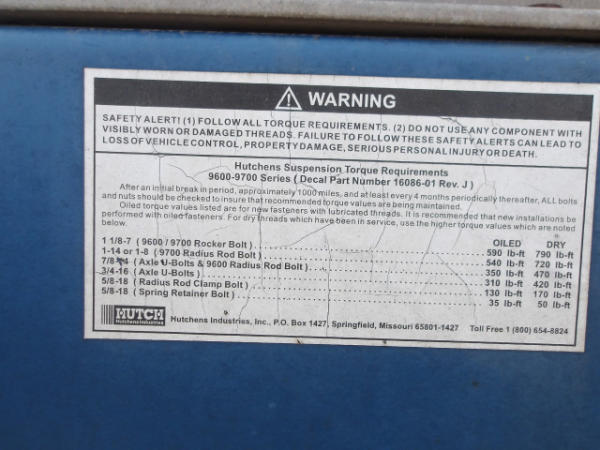 WARNING
SAFETY ALERT! (1) FOLLOW ALL TORQUE REQUIREMENTS. (2) DO NOT USE ANY COMPONENT WITH
VISIBLY WORN OR DAMAGED THREADS. FAILURE TO FOLLOW THESE SAFETY ALERTS CAN LEAD TO
LOSS OF VEHICLE CONTROL, PROPERTY DAMAGE, SERIOUS PERSONAL INJURY OR DEATH.
Hutchens Suspension Torque Requirements
9600-9700 Series ( Decal Part Number 16086-01 Rev. J )
After an initial break in period, approximately 1000 miles, and at least every 4 months periodically thereafter, ALL bolts
and nuts should be checked to insure that recommended torque values are being maintained.
Oiled torque values listed are for new fasteners with lubricated threads. It is recommended that new installations be
performed with oiled fasteners. For dry threads which have been in service, use the higher torque values which are noted
below.
OILED DRY
1 1/8-7 ( 9600 / 9700 Rocker Bolt ) 590 lb-ft 790 lb-ft
1-14 or 1-8 ( 9700 Radius Rod Bolt ) 540 lb-ft 720 lb-ft
7/8-14 ( Axle U-Bolts & 9600 Radius Rod Bolt ) 350 lb-ft 470 lb-ft
3/4-16 ( Axle U-Bolts ) 310 lb-ft 420 lb-ft
5/8-18 ( Radius Rod Clamp Bolt ) 130 lb-ft 170 lb-ft
5/8-18 ( Spring Retainer Bolt ) 35 lb-ft 50 lb-ft
HUTCH
Hutchens Industries
Hutchens Industries, Inc., P.O. Box 1427, Springfield, Missouri 65801-1427 Toll Free 1 (800) 654-8824